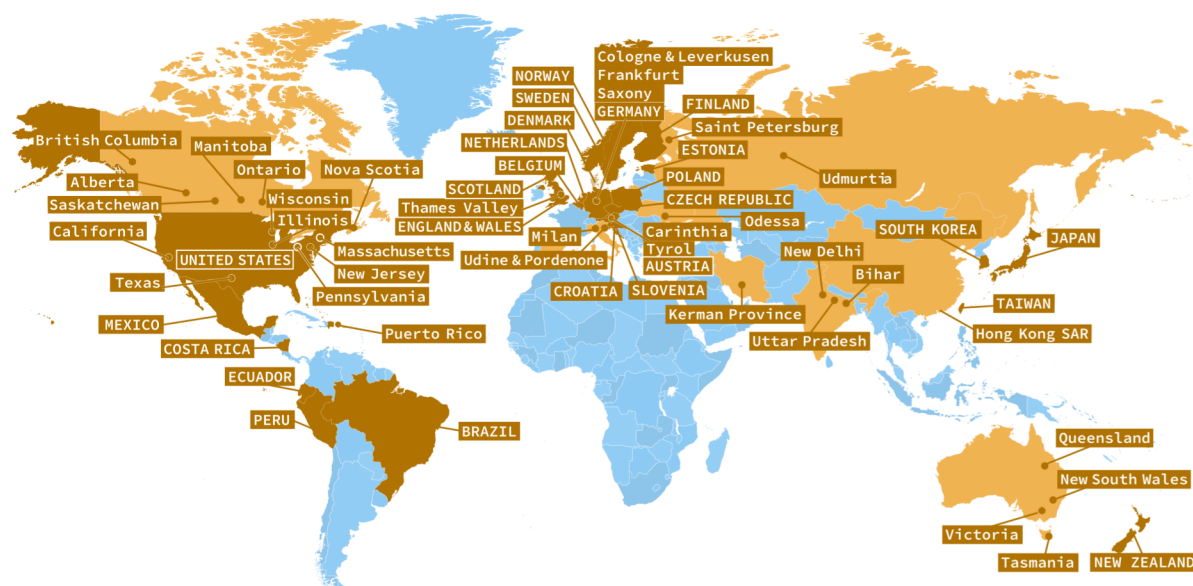 British Columbia
Manitoba
Ontario
Nova Scotia
Alberta
Saskatchewan
Wisconsin
Illinois
California
UNITED STATES
Massachusetts
New Jersey
Texas
Pennsylvania
MEXICO
Puerto Rico
COSTA RICA
ECUADOR
PERU
BRAZIL
Cologne & Leverkusen
Frankfurt
Saxony
GERMANY
NORWAY
SWEDEN
DENMARK
NETHERLANDS
BELGIUM
SCOTLAND
Thames Valley
ENGLAND & WALES
Milan
Udine & Pordenone
CROATIA
SLOVENIA
Carinthia
Tyrol
AUSTRIA
FINLAND
Saint Petersburg
ESTONIA
POLAND
CZECH REPUBLIC
Odessa
Udmurtia
Kerman Province
New Delhi
Bihar
Uttar Pradesh
SOUTH KOREA
JAPAN
TAIWAN
Hong Kong SAR
Queensland
New South Wales
Victoria
Tasmania
NEW ZEALAND